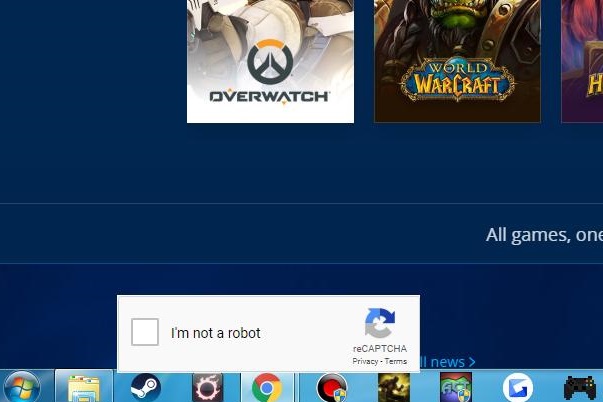 OVERWATCH
WORLD
WARCRAFT
All games, one
I'm not a robot
reCAPTCHA
Privacy - Terms
ll news >